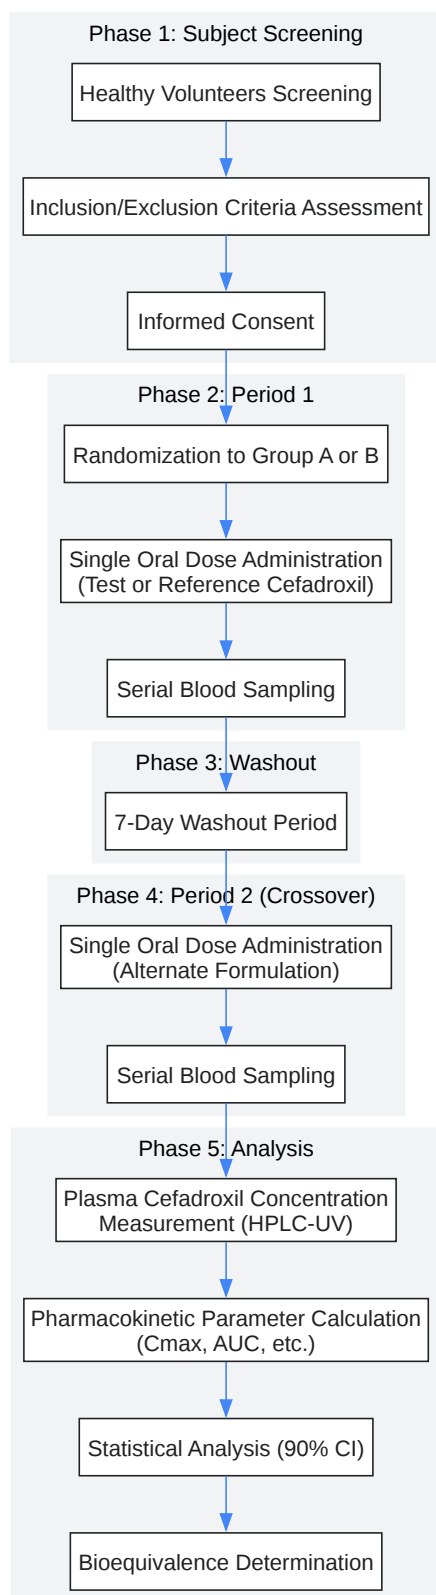 Phase 1: Subject Screening
Healthy Volunteers Screening
Inclusion/Exclusion Criteria Assessment
Informed Consent
Phase 2: Period 1
Randomization to Group A or B
Single Oral Dose Administration
(Test or Reference Cefadroxil)
Serial Blood Sampling
Phase 3: Washout
7-Day Washout Period
Phase 4: Period 2 (Crossover)
Single Oral Dose Administration
(Alternate Formulation)
Serial Blood Sampling
Phase 5: Analysis
Plasma Cefadroxil Concentration
Measurement (HPLC-UV)
Pharmacokinetic Parameter Calculation
(Cmax, AUC, etc.)
Statistical Analysis (90% CI)
Bioequivalence Determination